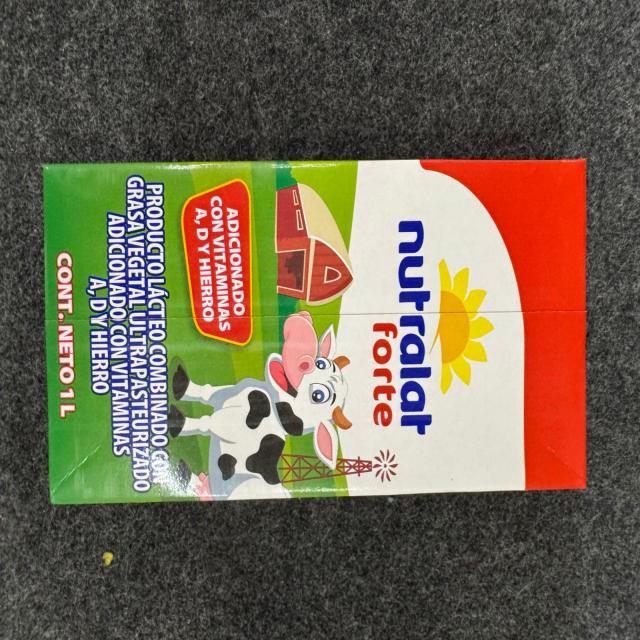 nutralat
forte
ADICIONADO
CON VITAMINAS
A, D Y HIERRO
PRODUCTO LÁCTEO COMBINADO CON
GRASA VEGETAL ULTRAPASTEURIZADO
ADICIONADO CON VITAMINAS
A, D Y HIERRO
CONT. NETO 1 L